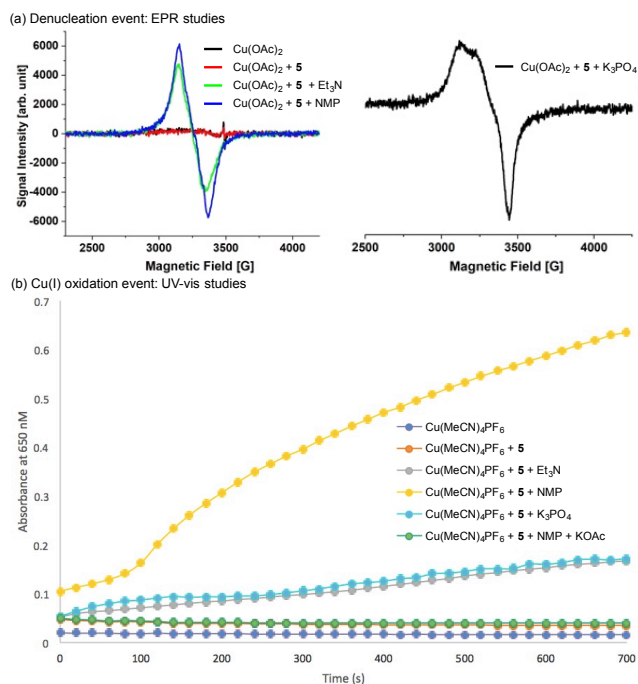 (a) Denucleation event: EPR studies
Signal Intensity [arb. unit]
6000
4000
2000
0
-2000
-4000
-6000
Cu(OAc)₂
Cu(OAc)₂ + 5
Cu(OAc)₂ + 5 + Et₃N
Cu(OAc)₂ + 5 + NMP
2500 3000 3500 4000
Magnetic Field [G]
Cu(OAc)₂ + 5 + K₃PO₄
2500 3000 3500 4000
Magnetic Field [G]
(b) Cu(I) oxidation event: UV-vis studies
Absorbance at 650 nM
0.7
0.6
0.5
0.4
0.3
0.2
0.1
0
Cu(MeCN)₄PF₆
Cu(MeCN)₄PF₆ + 5
Cu(MeCN)₄PF₆ + 5 + Et₃N
Cu(MeCN)₄PF₆ + 5 + NMP
Cu(MeCN)₄PF₆ + 5 + K₃PO₄
Cu(MeCN)₄PF₆ + 5 + NMP + KOAc
0 100 200 300 400 500 600 700
Time (s)